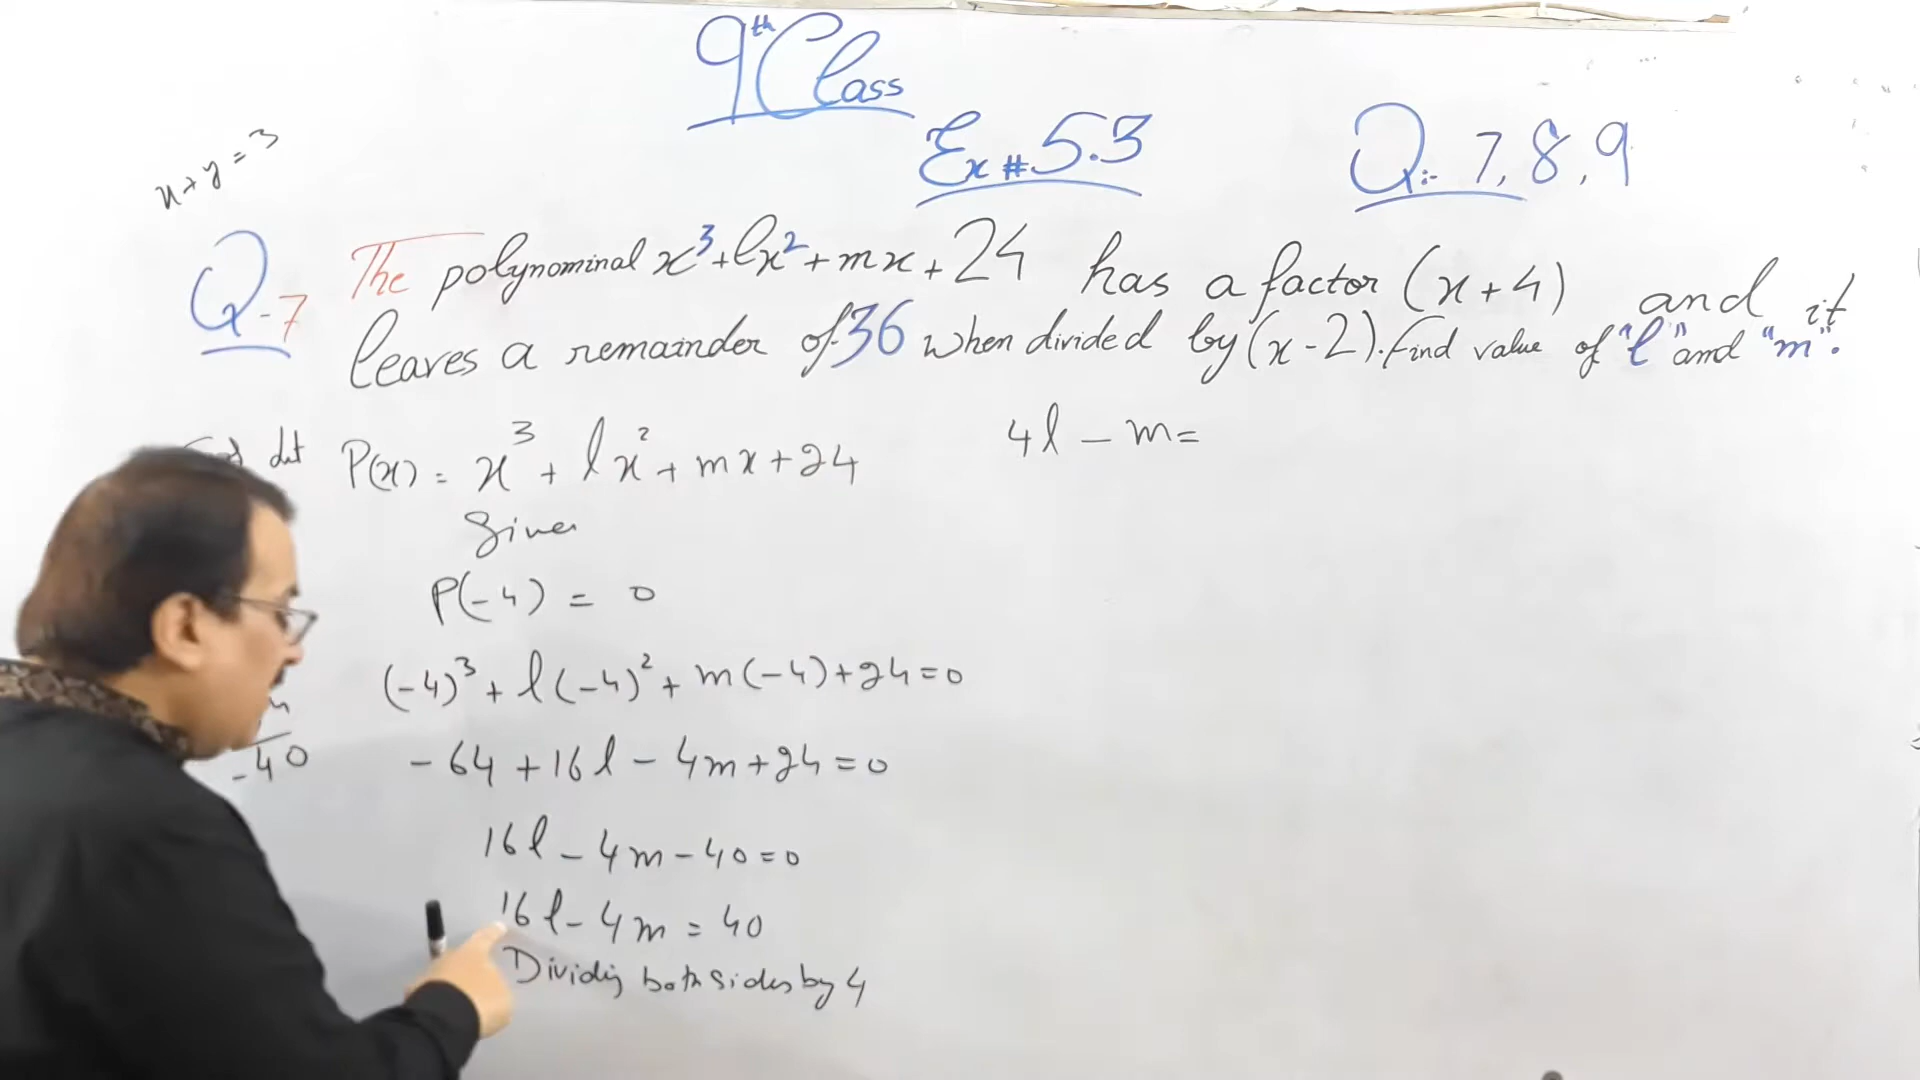 9th Class
Ex # 5.3
Q:- 7, 8, 9
x + y = 3
Q-7 The polynominal x³+lx²+mx+24 has a factor (x+4) and it
leaves a remainder of 36 when divided by (x-2). Find value of "l" and "m".
let P(x) = x³ + lx² + mx + 24
Given
P(-4) = 0
(-4)³ + l(-4)² + m(-4) + 24 = 0
-40
-64 + 16l - 4m + 24 = 0
16l - 4m - 40 = 0
16l - 4m = 40
Dividing both sides by 4
4l - m =